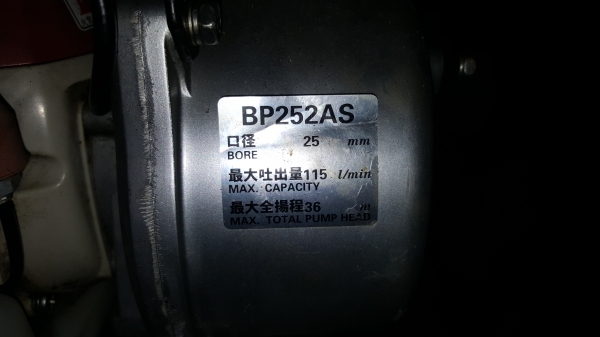 BP252AS
口径 25 mm
BORE
最大吐出量115 l/min
MAX. CAPACITY
最大全揚程36 m
MAX. TOTAL PUMP HEAD